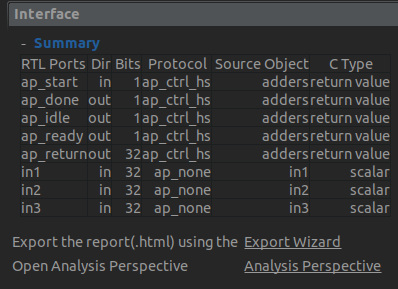 Interface
- Summary
RTL Ports Dir Bits Protocol Source Object C Type
ap_start in 1 ap_ctrl_hs adders return value
ap_done out 1 ap_ctrl_hs adders return value
ap_idle out 1 ap_ctrl_hs adders return value
ap_ready out 1 ap_ctrl_hs adders return value
ap_return out 32 ap_ctrl_hs adders return value
in1 in 32 ap_none in1 scalar
in2 in 32 ap_none in2 scalar
in3 in 32 ap_none in3 scalar
Export the report(.html) using the Export Wizard
Open Analysis Perspective Analysis Perspective